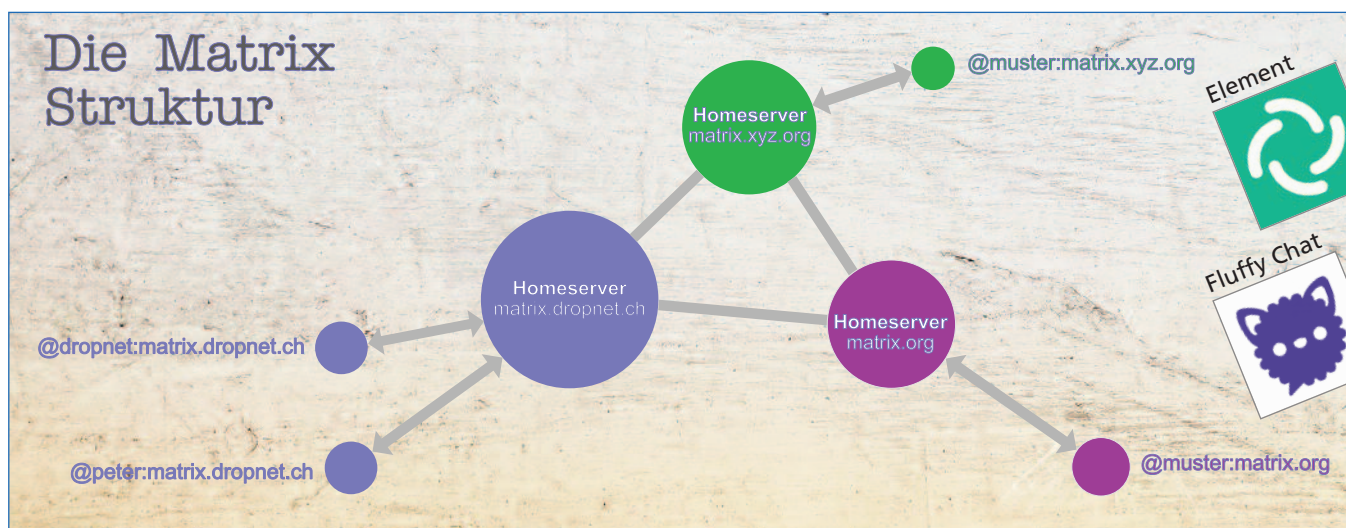 Die Matrix
Struktur
@muster:matrix.xyz.org
Element
Homeserver
matrix.xyz.org
Fluffy Chat
Homeserver
matrix.dropnet.ch
Homeserver
matrix.org
@dropnet:matrix.dropnet.ch
@peter:matrix.dropnet.ch
@muster:matrix.org